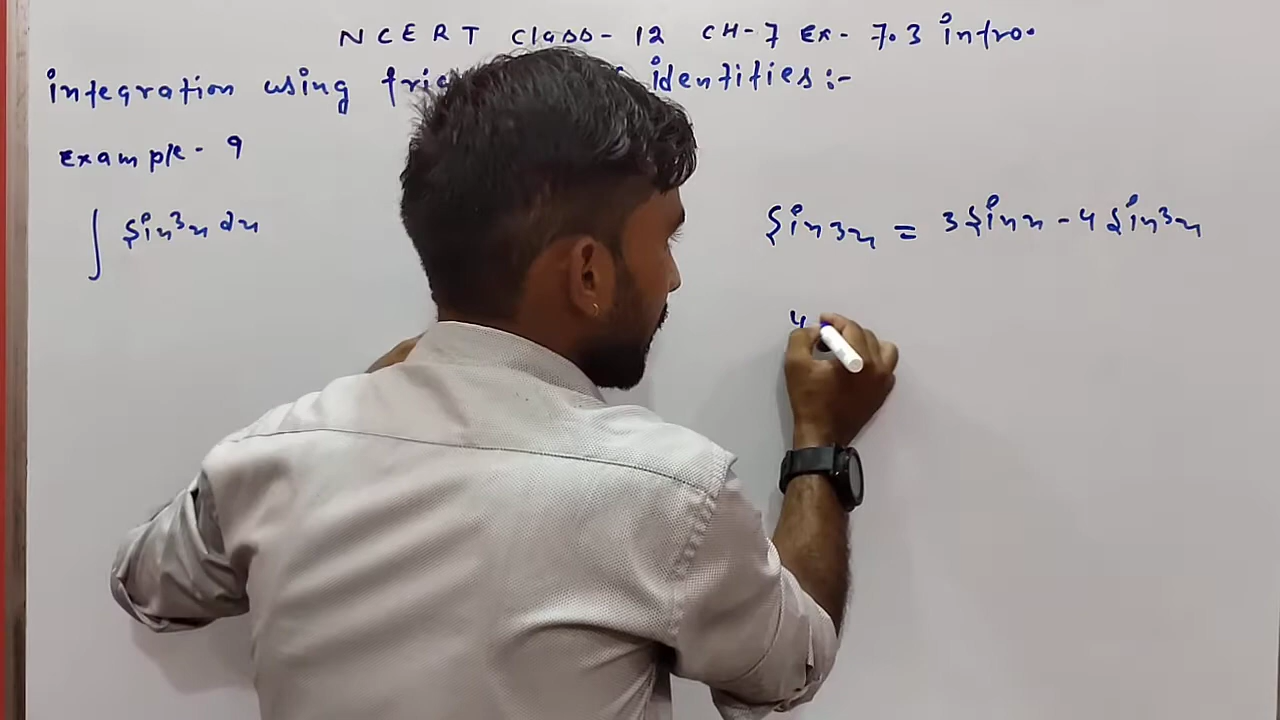 NCERT Class-12 CH-7 Ex-7.3 intro.
integration using identities:-
Example-9
∫ sin³x dx
sin3x = 3sinx - 4sin³x
4